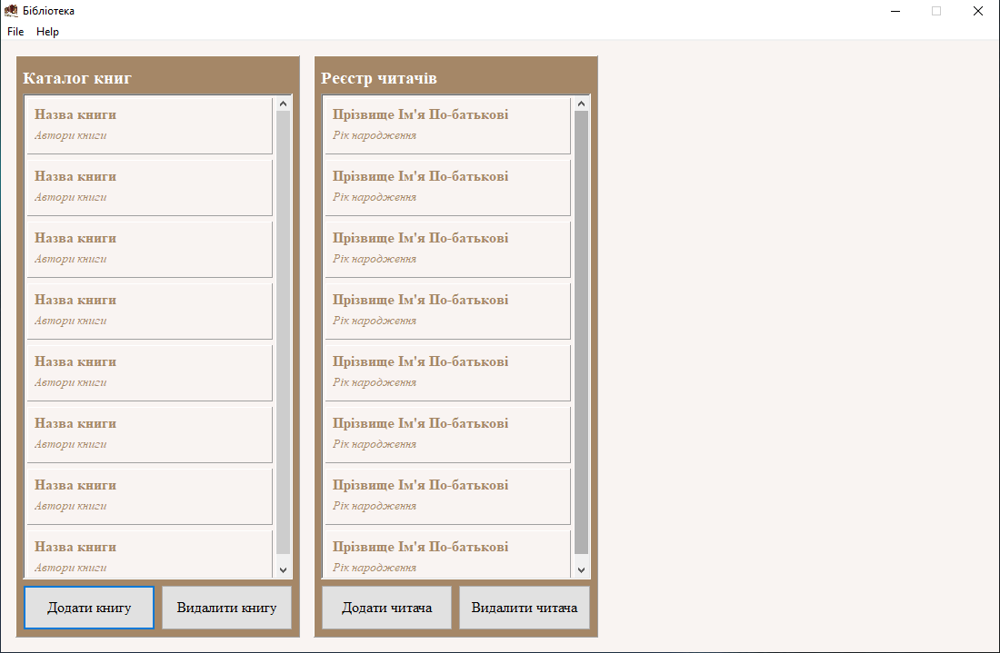 Бібліотека
File Help
Каталог книг
Назва книги
Автори книги
Назва книги
Автори книги
Назва книги
Автори книги
Назва книги
Автори книги
Назва книги
Автори книги
Назва книги
Автори книги
Назва книги
Автори книги
Назва книги
Автори книги
Додати книгу
Видалити книгу
Реєстр читачів
Прізвище Ім'я По-батькові
Рік народження
Прізвище Ім'я По-батькові
Рік народження
Прізвище Ім'я По-батькові
Рік народження
Прізвище Ім'я По-батькові
Рік народження
Прізвище Ім'я По-батькові
Рік народження
Прізвище Ім'я По-батькові
Рік народження
Прізвище Ім'я По-батькові
Рік народження
Прізвище Ім'я По-батькові
Рік народження
Додати читача
Видалити читача